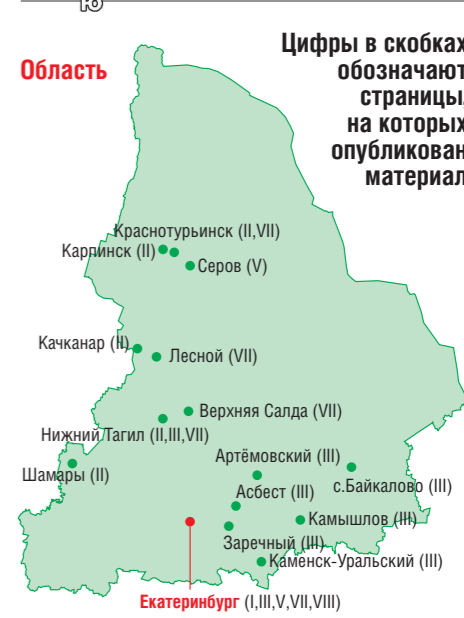 Ю
Область
Цифры в скобках
обозначают
страницы,
на которых
опубликован
материал
Краснотурьинск (II,VII)
Карпинск (II)
Серов (V)
Качканар (II)
Лесной (VII)
Верхняя Салда (VII)
Нижний Тагил (II,III,VII)
Артёмовский (III)
Шамары (II)
с.Байкалово (III)
Асбест (III)
Камышлов (III)
Заречный (III)
Каменск-Уральский (III)
Екатеринбург (I,III,V,VII,VIII)